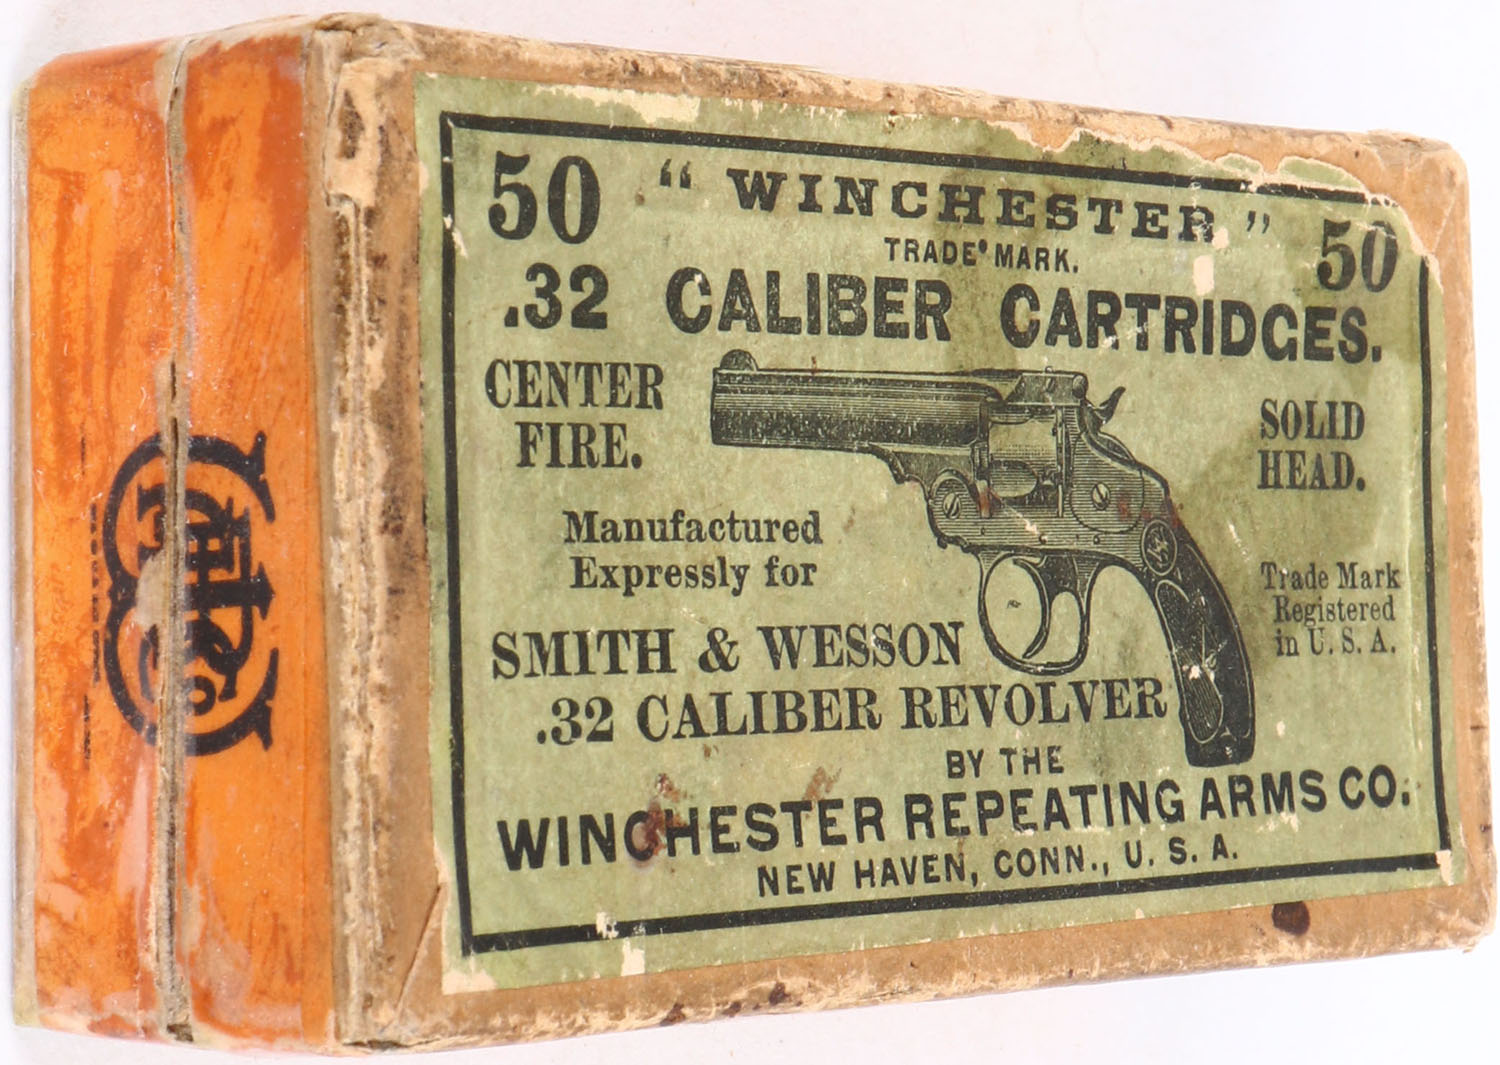 50 " WINCHESTER " 50
TRADE MARK.
.32 CALIBER CARTRIDGES.
CENTER
FIRE.
SOLID
HEAD.
Manufactured
Expressly for
Trade Mark
Registered
in U. S. A.
SMITH & WESSON
.32 CALIBER REVOLVER
BY THE
WINCHESTER REPEATING ARMS CO.
NEW HAVEN, CONN., U. S. A.